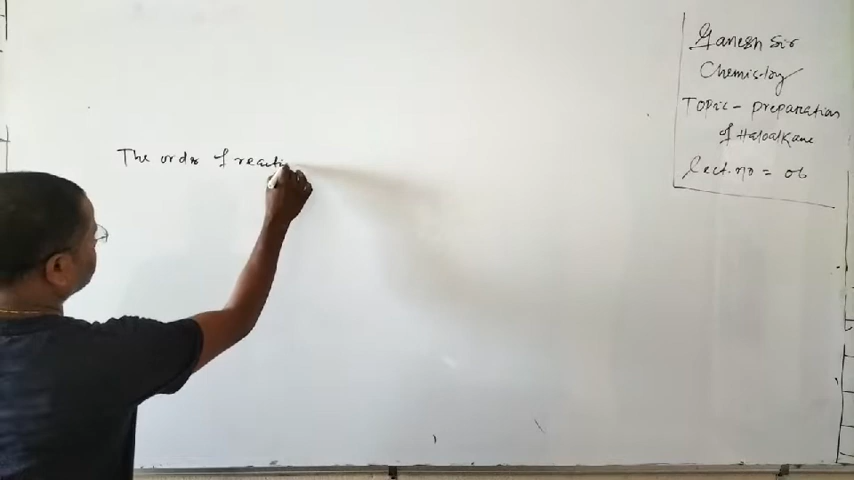 The order of reacti
Ganesh Sir
Chemistry
Topic - preparation
of Haloalkane
Lect. no = 06